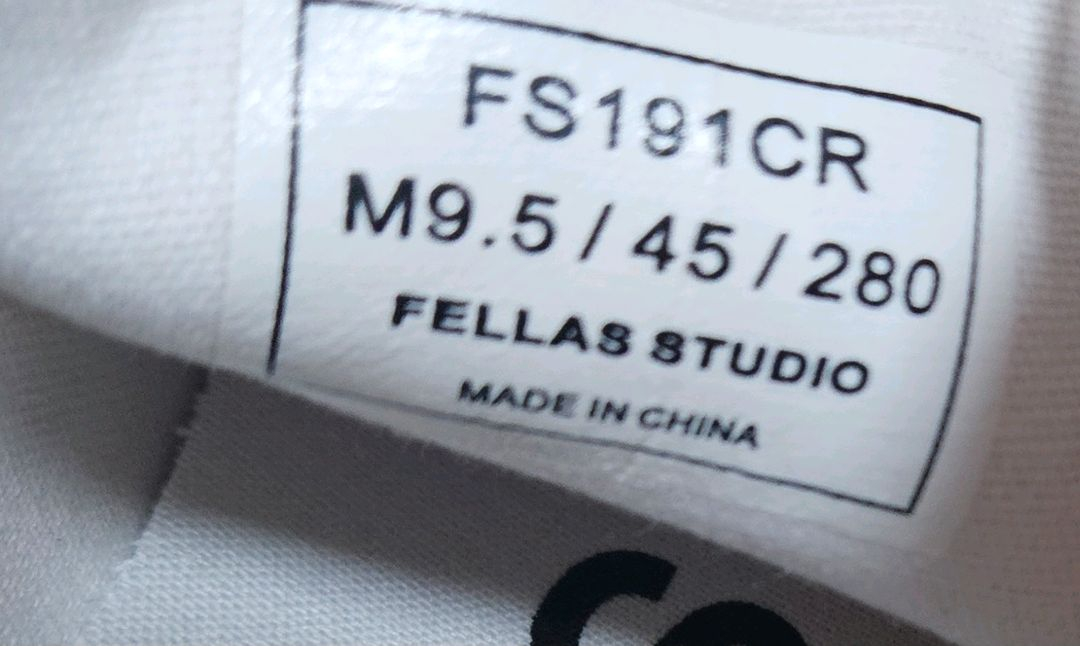 FS191CR
M9.5 / 45 / 280
FELLAS STUDIO
MADE IN CHINA